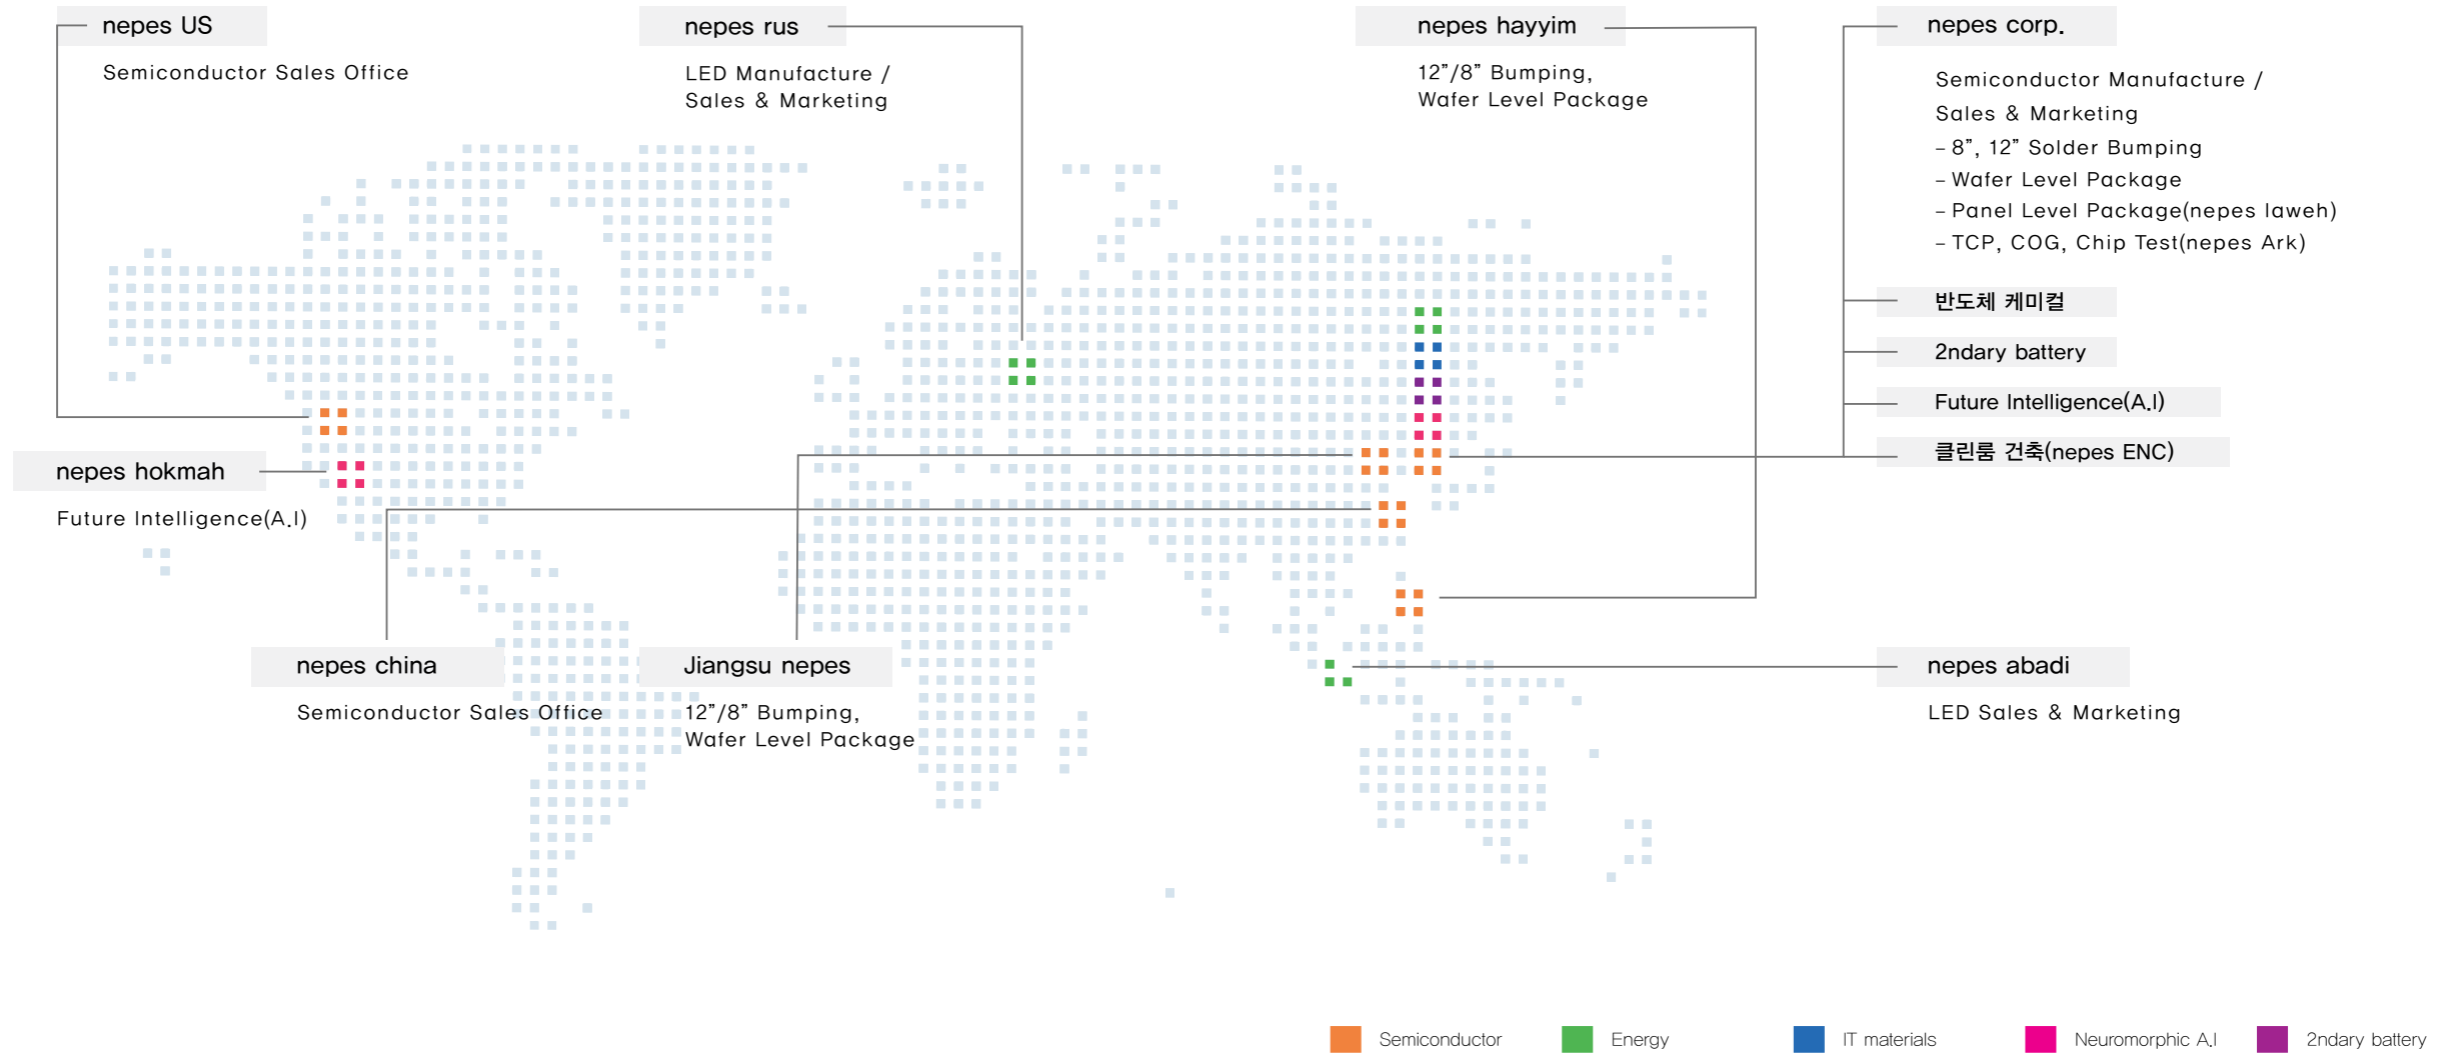 nepes US
Semiconductor Sales Office
nepes rus
LED Manufacture /
Sales & Marketing
nepes hayyim
12”/8” Bumping,
Wafer Level Package
nepes corp.
Semiconductor Manufacture /
Sales & Marketing
– 8”, 12” Solder Bumping
– Wafer Level Package
– Panel Level Package(nepes laweh)
– TCP, COG, Chip Test(nepes Ark)
반도체 케미컬
2ndary battery
Future Intelligence(A.I)
클린룸 건축(nepes ENC)
nepes hokmah
Future Intelligence(A.I)
nepes china
Semiconductor Sales Office
Jiangsu nepes
12”/8” Bumping,
Wafer Level Package
nepes abadi
LED Sales & Marketing
Semiconductor
Energy
IT materials
Neuromorphic A.I
2ndary battery